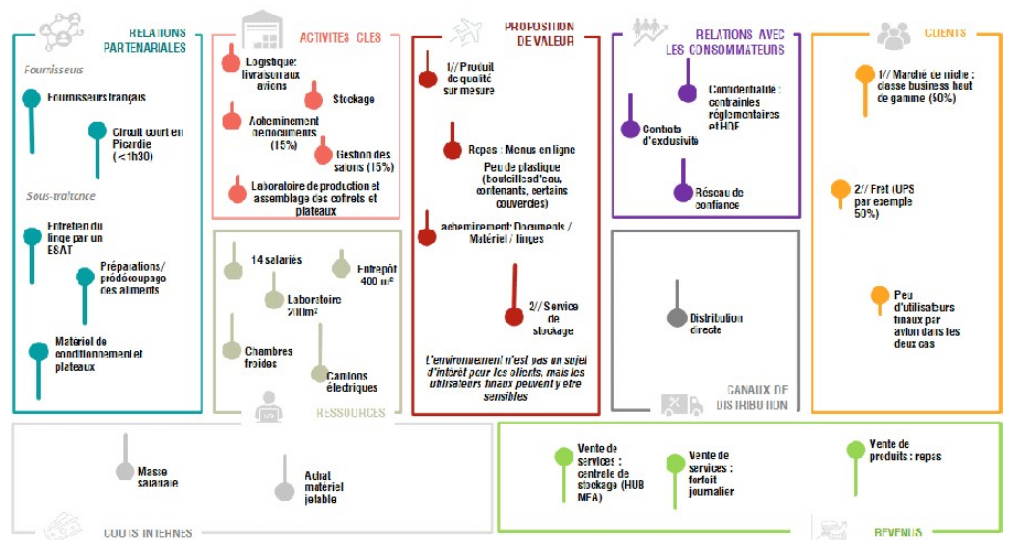 RELATIONS
PARTENARIALES
Fournisseurs
Fournisseurs français
Circuit court en
Picardie
(<1h30)
Sous-traitance
Entretien du
linge par un
ESAT
Préparations/
prédécoupage
des aliments
Matériel de
conditionnement et
plateaux
ACTIVITES CLES
Logistique:
livraison aux
avions
Stockage
Acheminement
de documents
(15%)
Gestion des
salons (15%)
Laboratoire de production et
assemblage des coffrets et
plateaux
14 salariés
Entrepôt
400 m²
Laboratoire
200m²
Chambres
froides
Camions
électriques
RESSOURCES
PROPOSITION
DE VALEUR
1// Produit
de qualité
sur mesure
Repas : Menus en ligne
Peu de plastique
(bouteilles d'eau,
contenants, certains
couvercles)
acheminement: Documents /
Matériel / linges
2// Service
de
stockage
L'environnement n'est pas un sujet
d'intérêt pour les clients, mais les
utilisateurs finaux peuvent y etre
sensibles
RELATIONS AVEC
LES CONSOMMATEURS
Confidentialité :
contraintes
réglementaires
et HDF
Contrats
d'exclusivité
Réseau de
confiance
Distribution
directe
CANAUX DE
DISTRIBUTION
CLIENTS
1// Marché de niche :
classe business haut
de gamme (50%)
2// Fret (UPS
par exemple
50%)
Peu
d'utilisateurs
finaux par
avion dans les
deux cas
Masse
salariale
Achat
matériel
jetable
COUTS INTERNES
Vente de
services :
centrale de
stockage (HUB
MEA)
Vente de
services :
forfait
journalier
Vente de
produits : repas
REVENUS